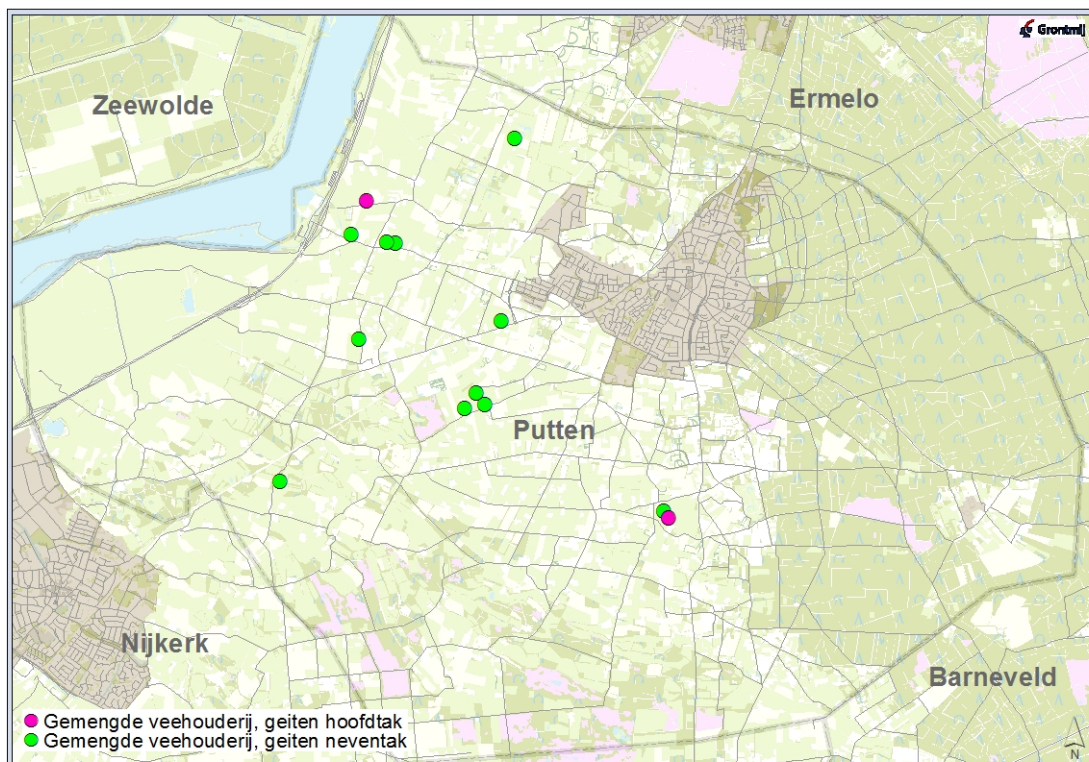 Grontmij
Zeewolde
Ermelo
Putten
Nijkerk
Barneveld
Gemengde veehouderij, geiten hoofdtak
Gemengde veehouderij, geiten neventak
N